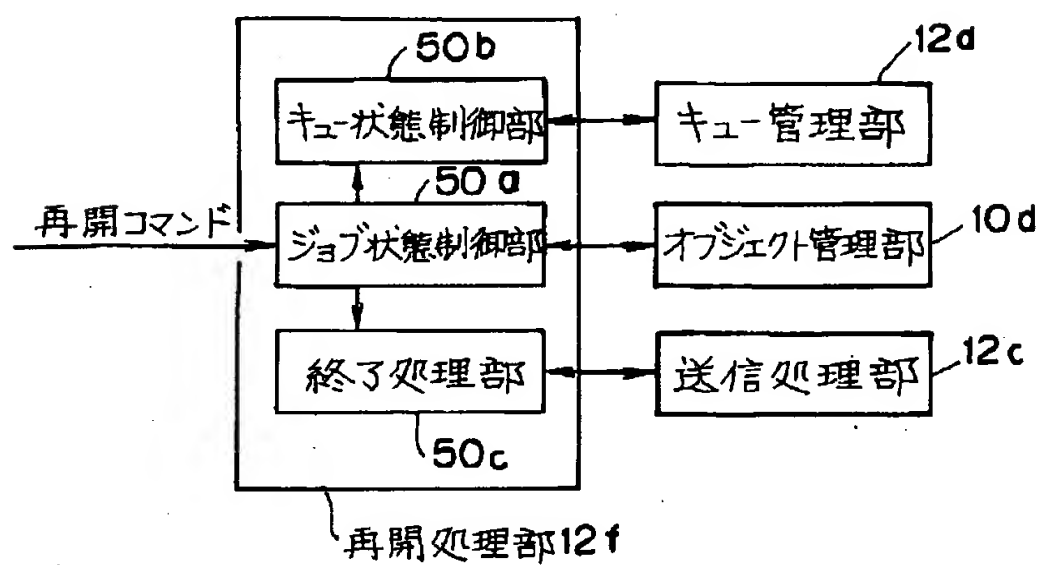 50b
12a
キュー状態制御部
キュー管理部
50a
再開コマンド
ジョブ状態制御部
オブジェクト管理部
10d
終了処理部
送信処理部
12c
50c
再開処理部12f